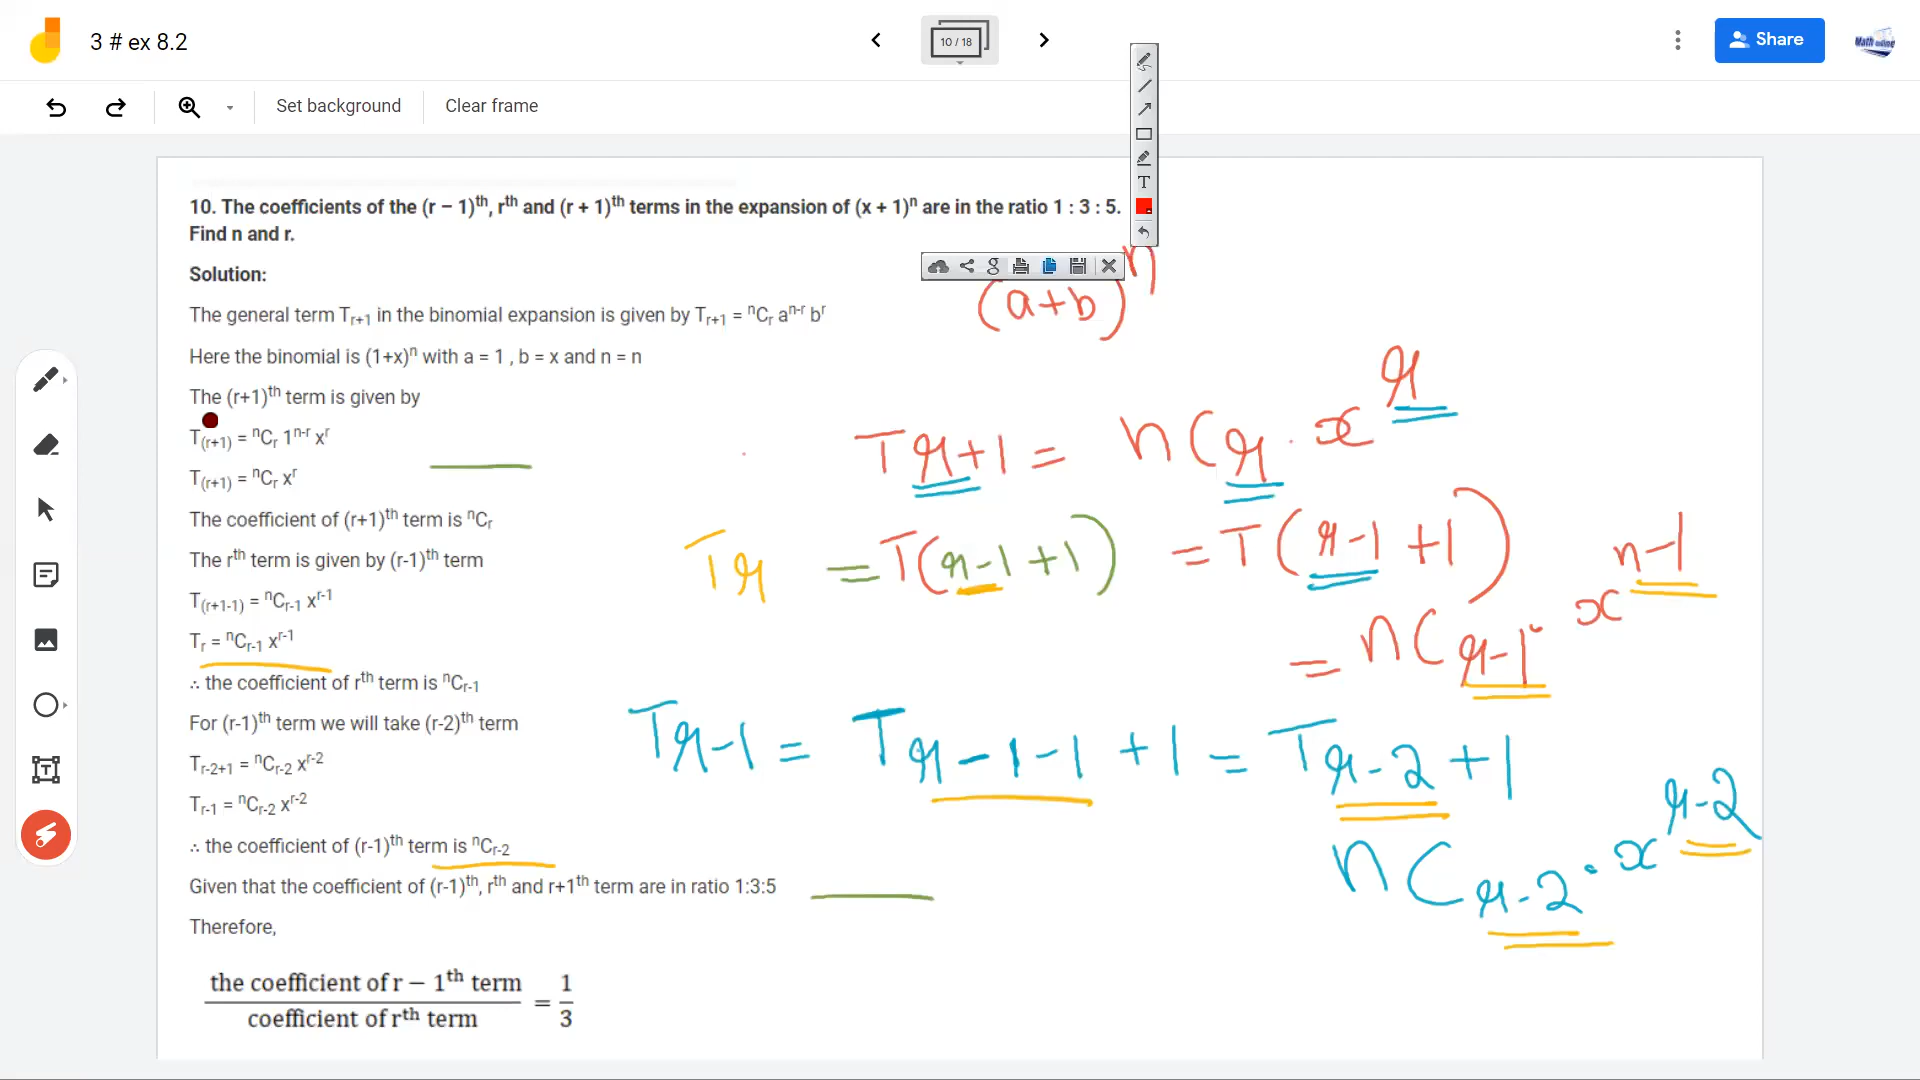 3 # ex 8.2
10 / 18
Share
Math online
Set background
Clear frame
T
10. The coefficients of the (r − 1)th, rth and (r + 1)th terms in the expansion of (x + 1)n are in the ratio 1 : 3 : 5.
Find n and r.
Solution:
(a+b)n
The general term Tr+1 in the binomial expansion is given by Tr+1 = nCr an-r br
Here the binomial is (1+x)n with a = 1 , b = x and n = n
The (r+1)th term is given by
T(r+1) = nCr 1n-r xr
Tr+1 = nCr . xr
T(r+1) = nCr xr
The coefficient of (r+1)th term is nCr
The rth term is given by (r-1)th term
Tr = T(r-1+1) = T(r-1+1)
T(r+1-1) = nCr-1 xr-1
= nCr-1 . xn-1
Tr = nCr-1 xr-1
∴ the coefficient of rth term is nCr-1
For (r-1)th term we will take (r-2)th term
Tr-1 = Tr-1-1+1 = Tr-2+1
Tr-2+1 = nCr-2 xr-2
Tr-1 = nCr-2 xr-2
∴ the coefficient of (r-1)th term is nCr-2
nCr-2 . xr-2
Given that the coefficient of (r-1)th, rth and r+1th term are in ratio 1:3:5
Therefore,
the coefficient of r − 1th term / coefficient of rth term = 1/3